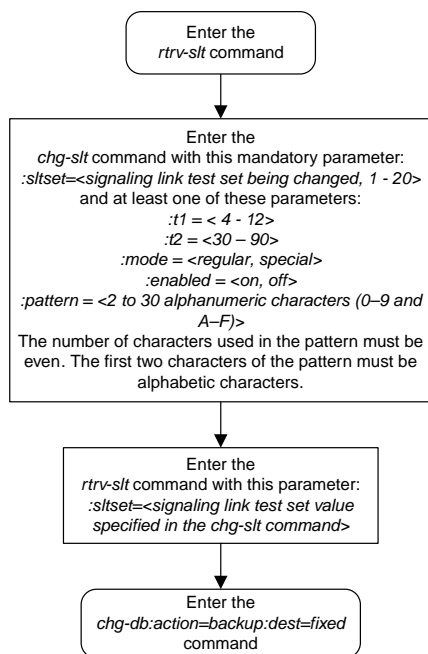 Enter the
rtrv-slt command
Enter the
chg-slt command with this mandatory parameter:
:sltset=<signaling link test set being changed, 1 - 20>
and at least one of these parameters:
:t1 = < 4 - 12>
:t2 = <30 – 90>
:mode = <regular, special>
:enabled = <on, off>
:pattern = <2 to 30 alphanumeric characters (0–9 and
A–F)>
The number of characters used in the pattern must be
even. The first two characters of the pattern must be
alphabetic characters.
Enter the
rtrv-slt command with this parameter:
:sltset=<signaling link test set value
specified in the chg-slt command>
Enter the
chg-db:action=backup:dest=fixed
command